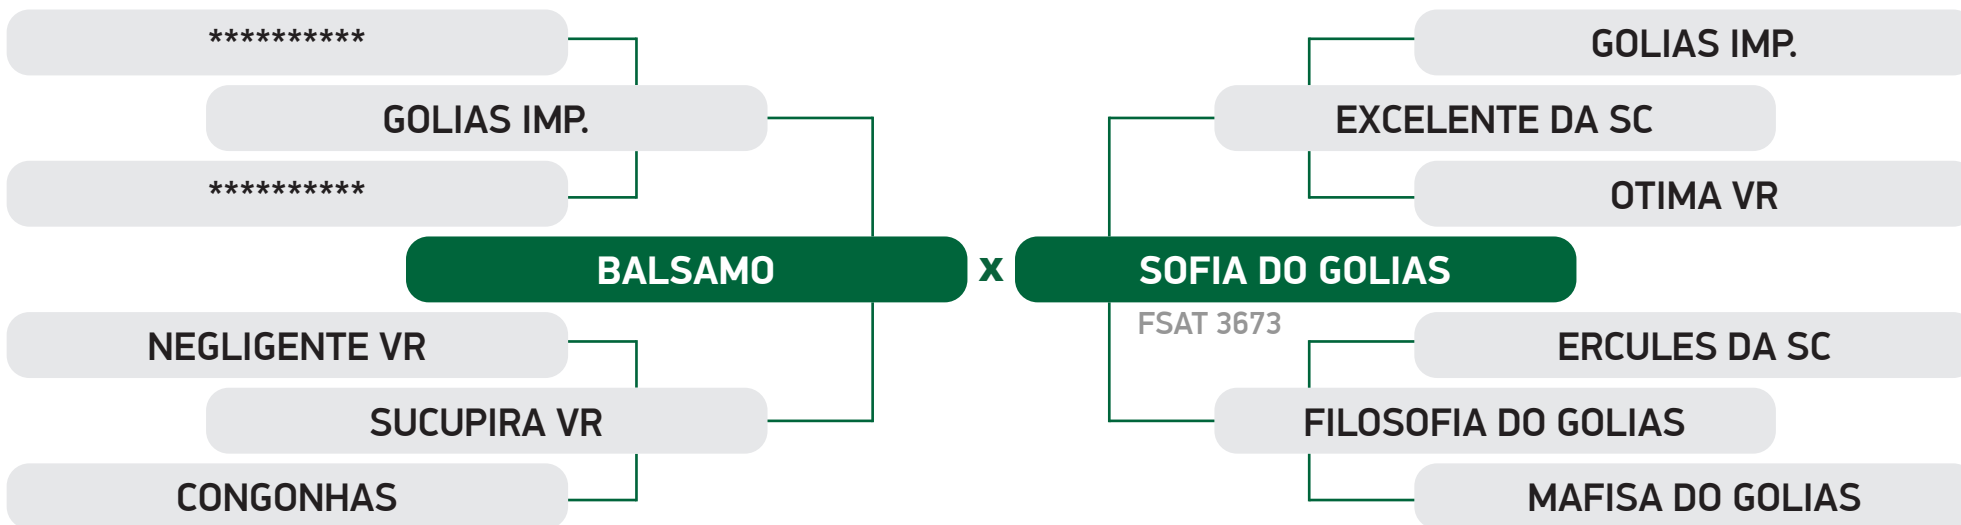 **********
GOLIAS IMP.
GOLIAS IMP.
EXCELENTE DA SC
**********
OTIMA VR
BALSAMO x SOFIA DO GOLIAS
FSAT 3673
NEGLIGENTE VR
ERCULES DA SC
SUCUPIRA VR
FILOSOFIA DO GOLIAS
CONGONHAS
MAFISA DO GOLIAS